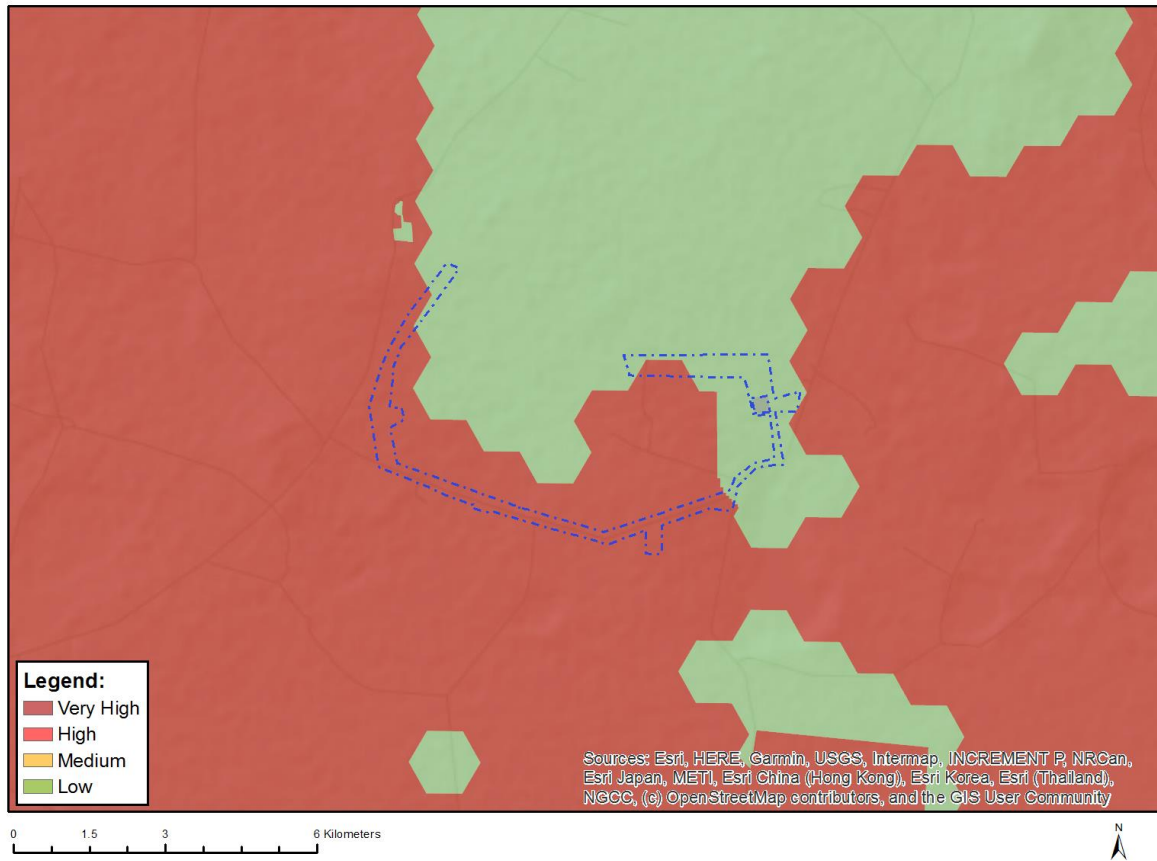 Legend:
Very High
High
Medium
Low
Sources: Esri, HERE, Garmin, USGS, Intermap, INCREMENT P, NRCan,
Esri Japan, METI, Esri China (Hong Kong), Esri Korea, Esri (Thailand),
NGCC, (c) OpenStreetMap contributors, and the GIS User Community
0 1.5 3 6 Kilometers
N